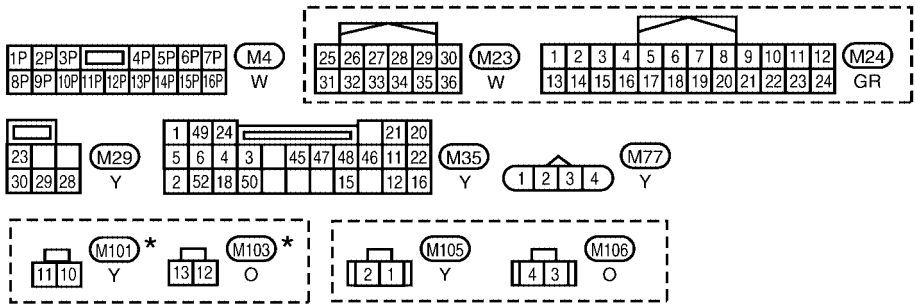 1P 2P 3P 4P 5P 6P 7P M4
8P 9P 10P 11P 12P 13P 14P 15P 16P W
25 26 27 28 29 30 M23
31 32 33 34 35 36 W
1 2 3 4 5 6 7 8 9 10 11 12 M24
13 14 15 16 17 18 19 20 21 22 23 24 GR
23 M29
30 29 28 Y
1 49 24 21 20
5 6 4 3 45 47 48 46 11 22 M35
2 52 18 50 15 12 16 Y
1 2 3 4 M77
Y
11 10 M101 *
Y
13 12 M103 *
O
2 1 M105
Y
4 3 M106
O